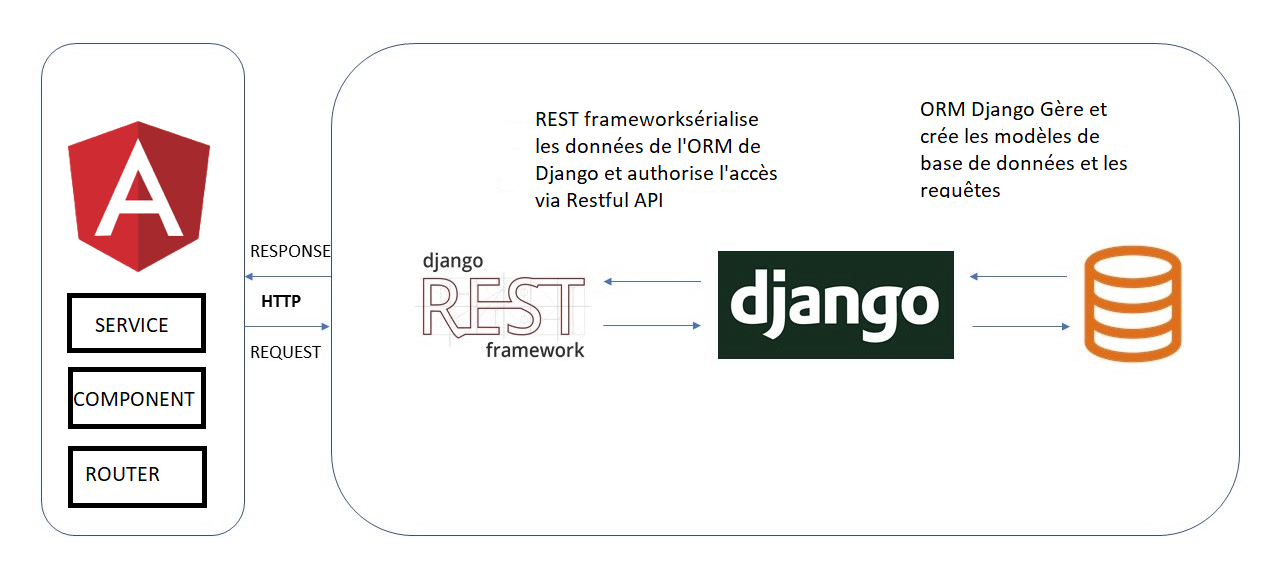 A
SERVICE
COMPONENT
ROUTER
RESPONSE
HTTP
REQUEST
REST frameworksérialise
les données de l'ORM de
Django et authorise l'accès
via Restful API
django
REST
framework
django
ORM Django Gère et
crée les modèles de
base de données et les
requêtes